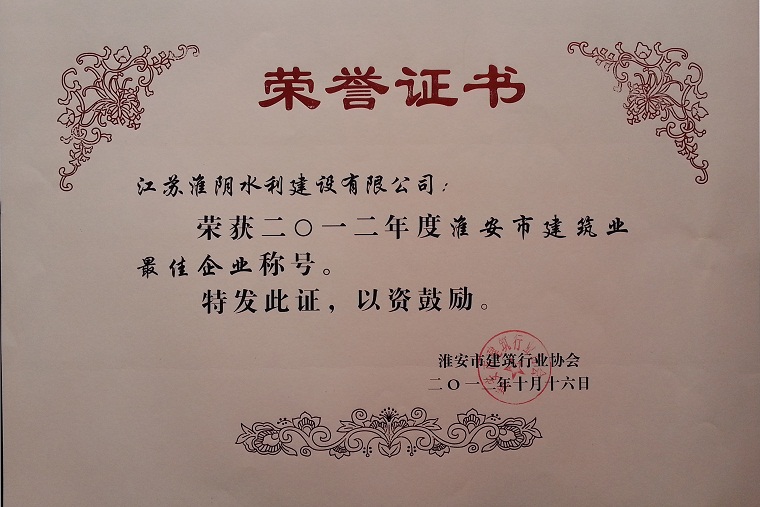 荣誉证书
江苏淮阴水利建设有限公司：
荣获二〇一二年度淮安市建筑业
最佳企业称号。
特发此证，以资鼓励。
淮安市建筑行业协会
二〇一二年十月十六日